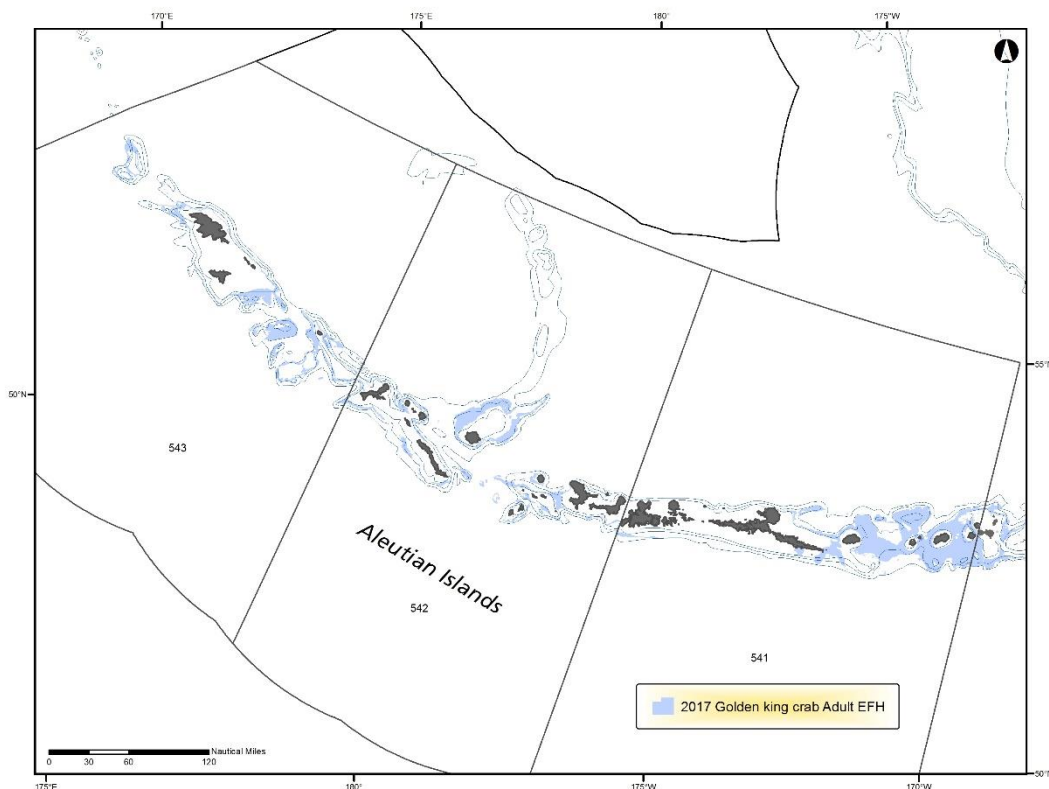 170°E 175°E 180° 175°W
55°N
50°N
543
Aleutian Islands
542
541
2017 Golden king crab Adult EFH
Nautical Miles
0 30 60 120
50°N
175°E 180° 175°W 170°W